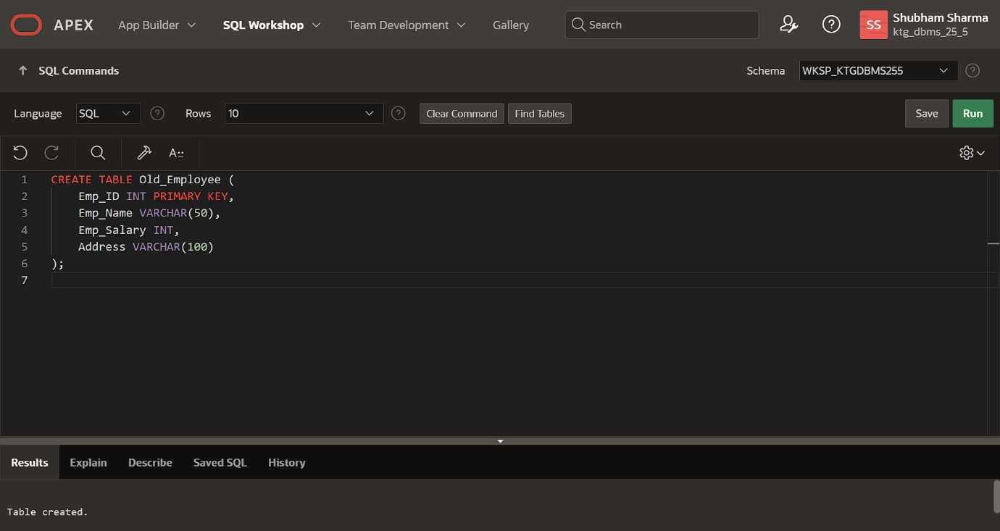 APEX App Builder SQL Workshop Team Development Gallery Search SS Shubham Sharma
ktg_dbms_25_5
SQL Commands Schema WKSP_KTGDBMS255
Language SQL Rows 10 Clear Command Find Tables Save Run
A
1 CREATE TABLE Old_Employee (
2 Emp_ID INT PRIMARY KEY,
3 Emp_Name VARCHAR(50),
4 Emp_Salary INT,
5 Address VARCHAR(100)
6 );
7
Results Explain Describe Saved SQL History
Table created.